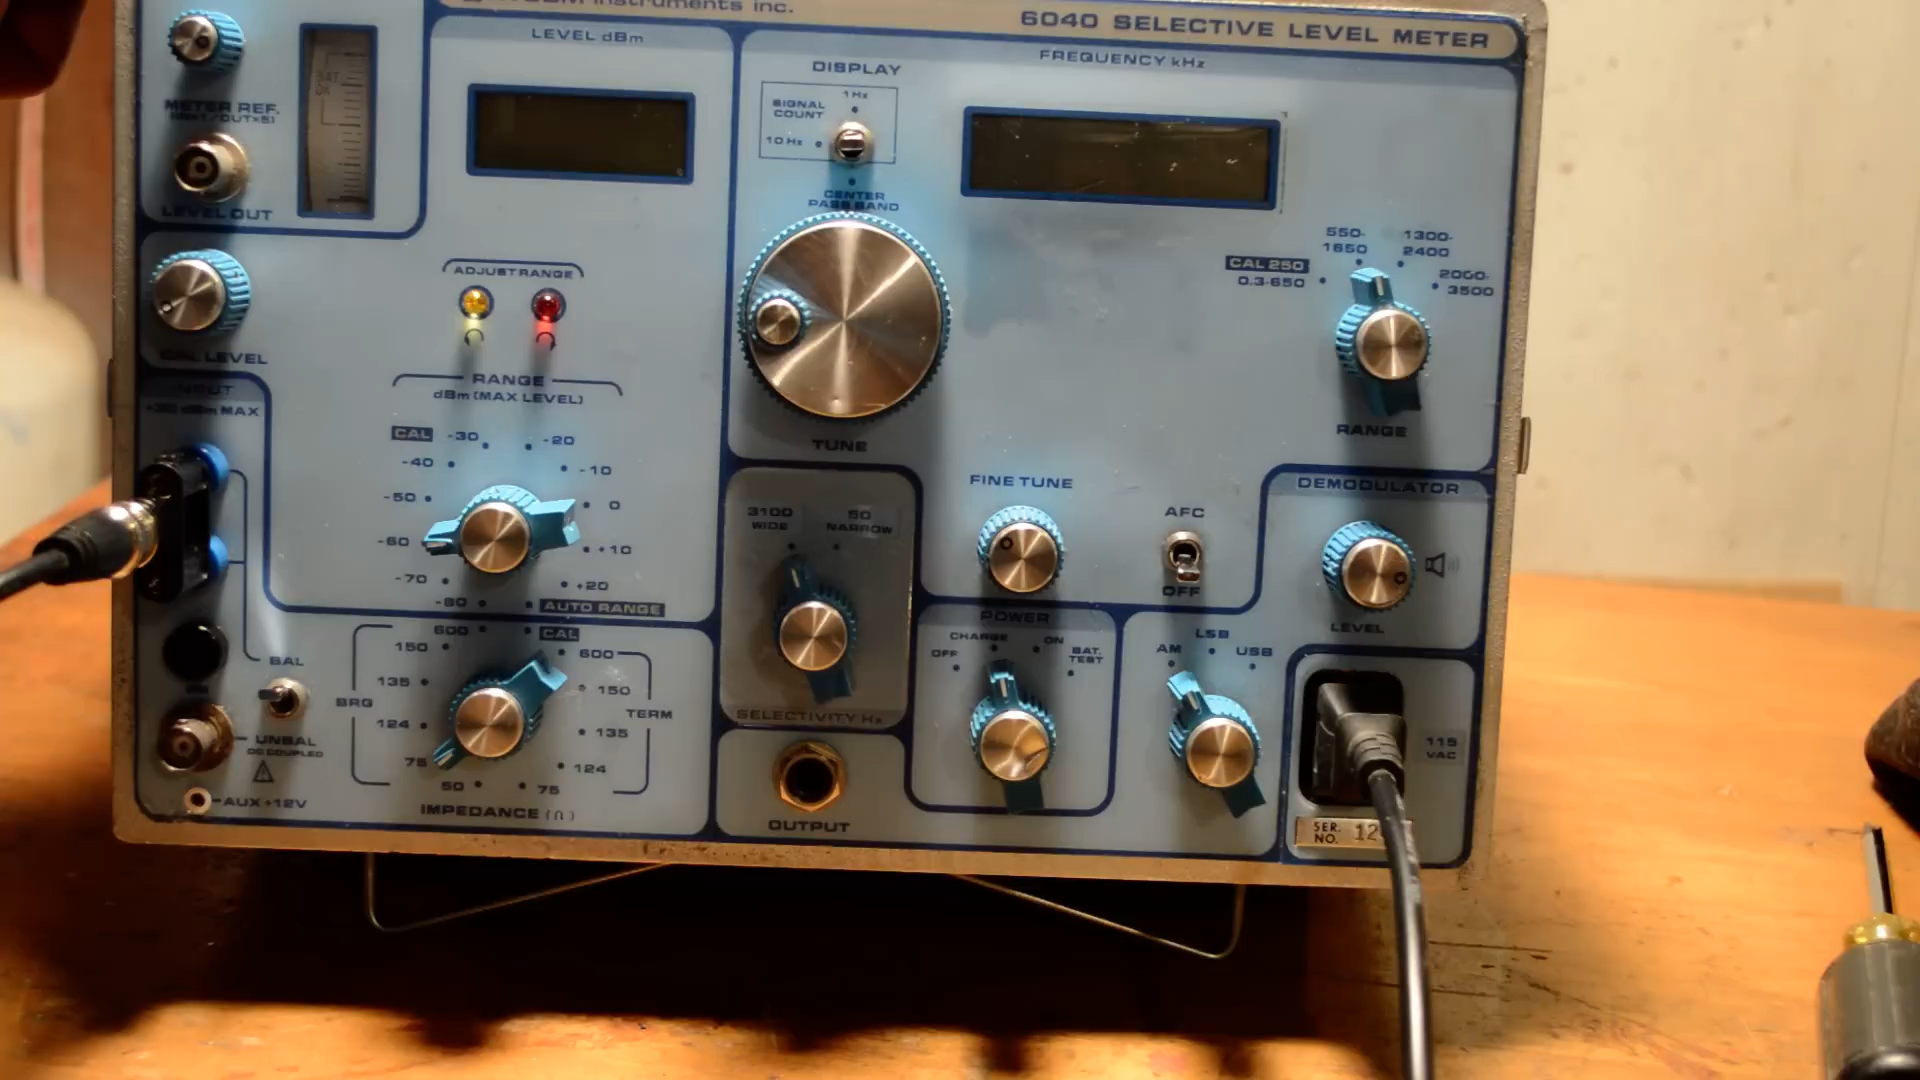 instruments inc.
6040 SELECTIVE LEVEL METER
LEVEL dBm
FREQUENCY kHz
DISPLAY
1 Hz
SIGNAL
COUNT
10 Hz
CENTER
PASS BAND
METER REF.
LEVEL OUT
550-
1650
1300-
2400
CAL 250
0.3-650
2000-
3500
RANGE
ADJUST RANGE
CAL LEVEL
INPUT
RANGE
dBm (MAX LEVEL)
TUNE
CAL
-30
-20
-40
-10
-50
0
-60
+10
-70
+20
-80
AUTO RANGE
FINE TUNE
DEMODULATOR
3100
WIDE
50
NARROW
AFC
OFF
LEVEL
SELECTIVITY Hz
POWER
OFF
CHARGE
ON
BAT.
TEST
AM
LSB
USB
600
CAL
150
600
135
150
BRG
TERM
124
135
75
124
50
75
IMPEDANCE (Ω)
BAL
UNBAL
DC COUPLED
AUX +12V
OUTPUT
115
VAC
SER.
NO.